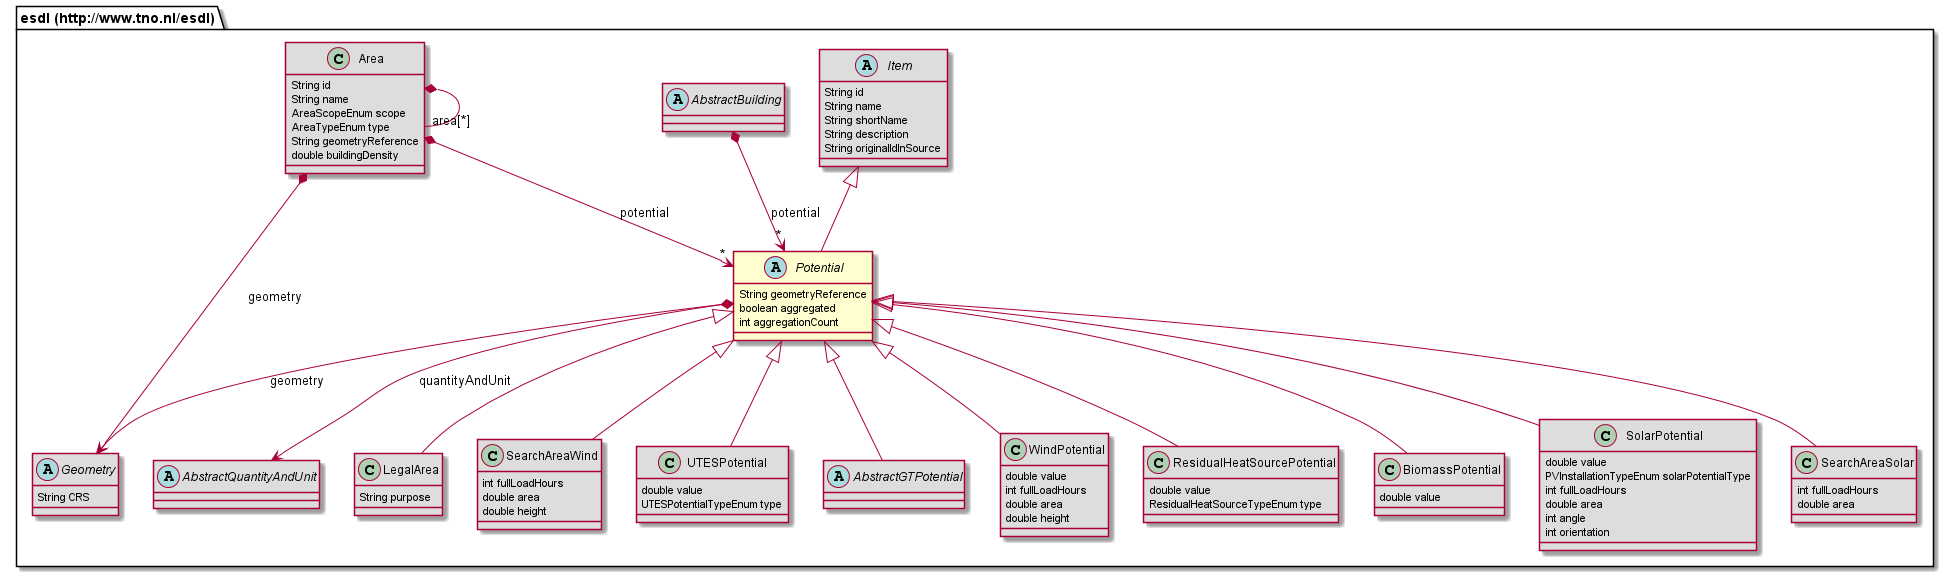 esdl (http://www.tno.nl/esdl)
C Area
String id
String name
AreaScopeEnum scope
AreaTypeEnum type
String geometryReference
double buildingDensity
area[*]
A AbstractBuilding
A Item
String id
String name
String shortName
String description
String originalIdInSource
potential
*
potential
*
geometry
A Potential
String geometryReference
boolean aggregated
int aggregationCount
geometry
quantityAndUnit
A Geometry
String CRS
A AbstractQuantityAndUnit
C LegalArea
String purpose
C SearchAreaWind
int fullLoadHours
double area
double height
C UTESPotential
double value
UTESPotentialTypeEnum type
A AbstractGTPotential
C WindPotential
double value
int fullLoadHours
double area
double height
C ResidualHeatSourcePotential
double value
ResidualHeatSourceTypeEnum type
C BiomassPotential
double value
C SolarPotential
double value
PVInstallationTypeEnum solarPotentialType
int fullLoadHours
double area
int angle
int orientation
C SearchAreaSolar
int fullLoadHours
double area